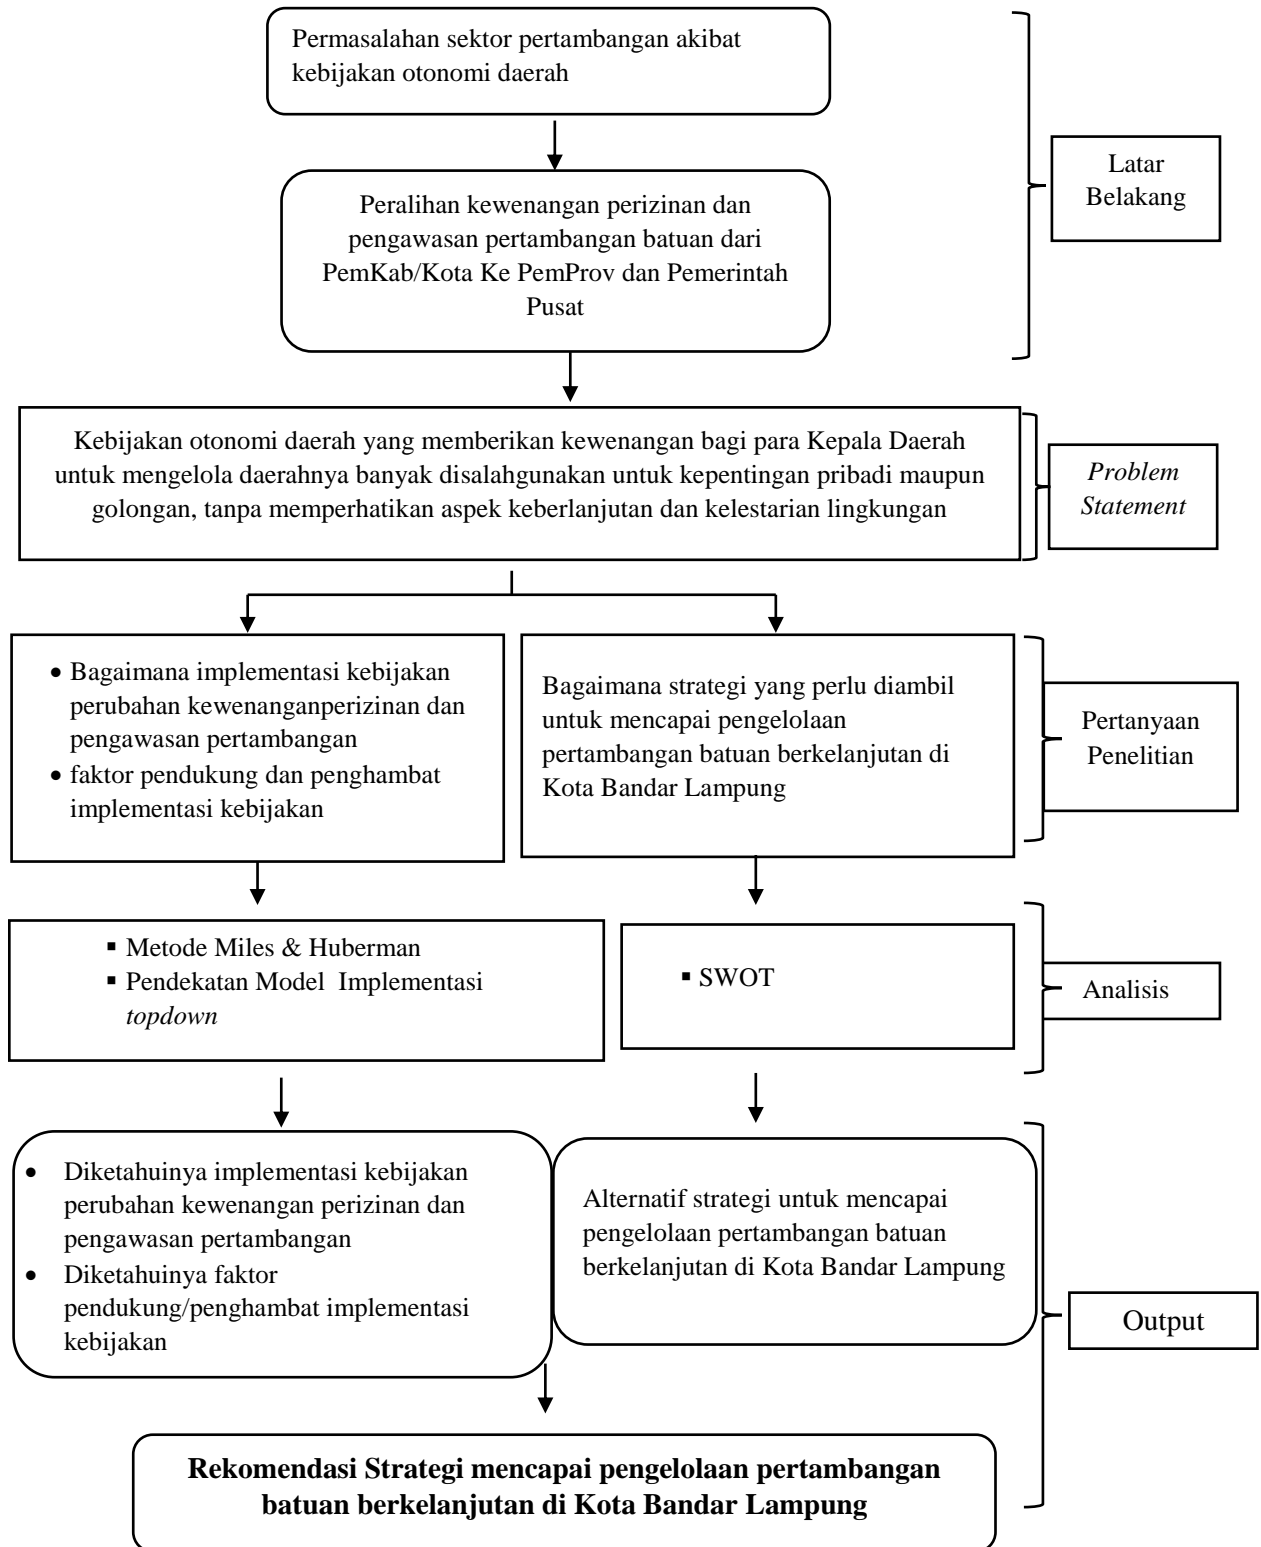 Permasalahan sektor pertambangan akibat
kebijakan otonomi daerah
Peralihan kewenangan perizinan dan
pengawasan pertambangan batuan dari
PemKab/Kota Ke PemProv dan Pemerintah
Pusat
Latar
Belakang
Kebijakan otonomi daerah yang memberikan kewenangan bagi para Kepala Daerah
untuk mengelola daerahnya banyak disalahgunakan untuk kepentingan pribadi maupun
golongan, tanpa memperhatikan aspek keberlanjutan dan kelestarian lingkungan
Problem
Statement
• Bagaimana implementasi kebijakan
perubahan kewenanganperizinan dan
pengawasan pertambangan
• faktor pendukung dan penghambat
implementasi kebijakan
Bagaimana strategi yang perlu diambil
untuk mencapai pengelolaan
pertambangan batuan berkelanjutan di
Kota Bandar Lampung
Pertanyaan
Penelitian
▪ Metode Miles & Huberman
▪ Pendekatan Model Implementasi
topdown
▪ SWOT
Analisis
• Diketahuinya implementasi kebijakan
perubahan kewenangan perizinan dan
pengawasan pertambangan
• Diketahuinya faktor
pendukung/penghambat implementasi
kebijakan
Alternatif strategi untuk mencapai
pengelolaan pertambangan batuan
berkelanjutan di Kota Bandar Lampung
Output
Rekomendasi Strategi mencapai pengelolaan pertambangan
batuan berkelanjutan di Kota Bandar Lampung